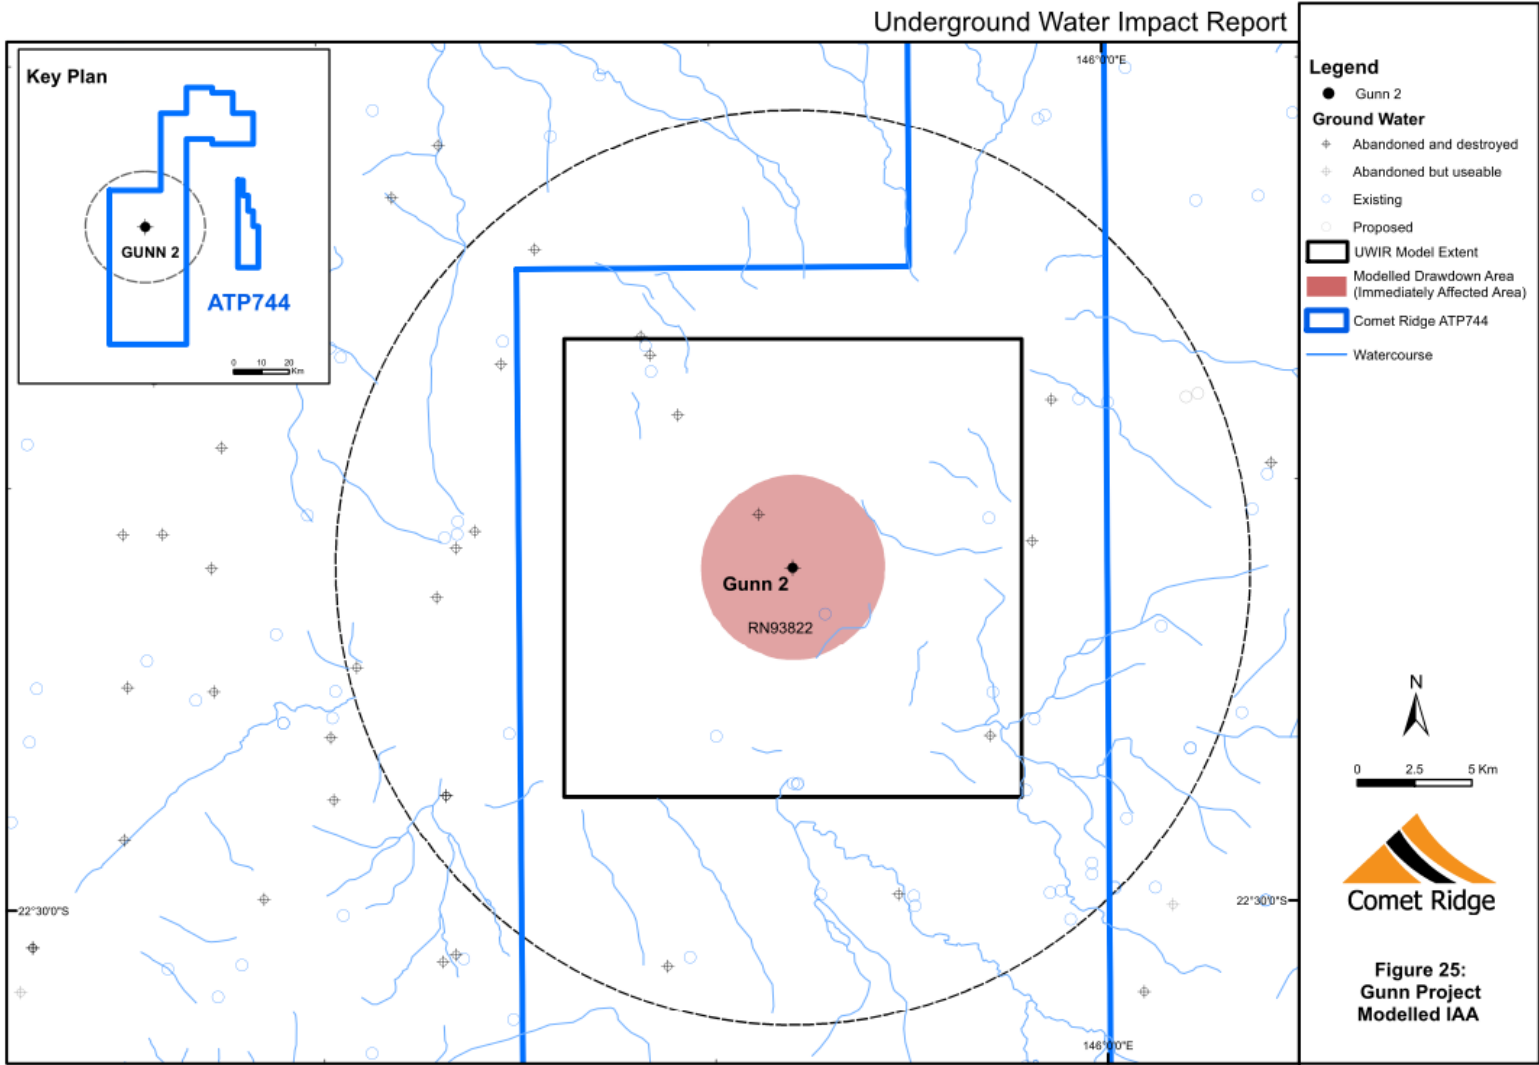 Underground Water Impact Report
Key Plan
GUNN 2
ATP744
0 10 20
Km
146°0'0"E
22°30'0"S
Gunn 2
RN93822
22°30'0"S
146°0'0"E
Legend
Gunn 2
Ground Water
Abandoned and destroyed
Abandoned but useable
Existing
Proposed
UWIR Model Extent
Modelled Drawdown Area
(Immediately Affected Area)
Comet Ridge ATP744
Watercourse
N
0 2.5 5 Km
Comet Ridge
Figure 25:
Gunn Project
Modelled IAA